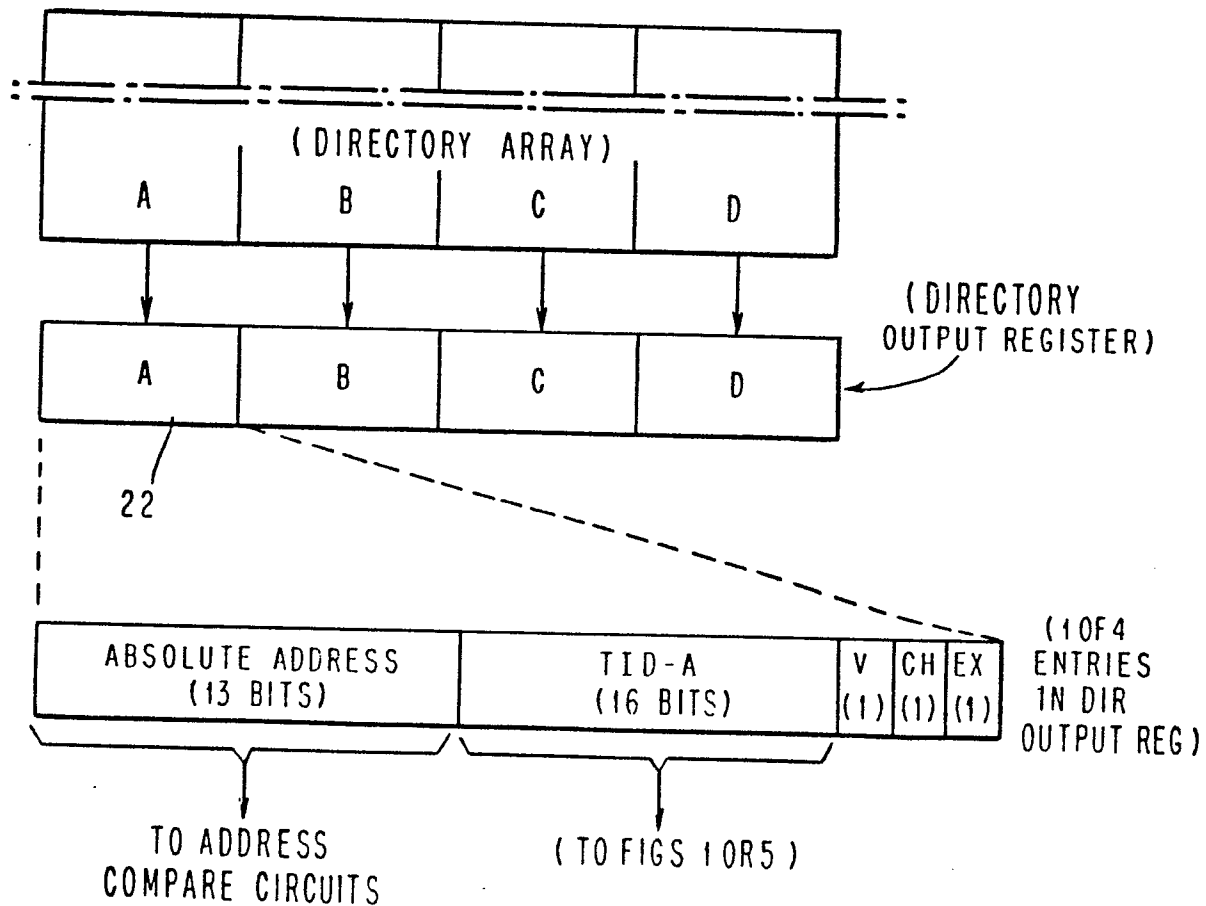 (DIRECTORY ARRAY)
A B C D
(DIRECTORY
OUTPUT REGISTER)
A B C D
22
ABSOLUTE ADDRESS
(13 BITS)
TID-A
(16 BITS)
V
(1)
CH
(1)
EX
(1)
(1 OF 4
ENTRIES
IN DIR
OUTPUT REG)
TO ADDRESS
COMPARE CIRCUITS
(TO FIGS 1 OR 5)